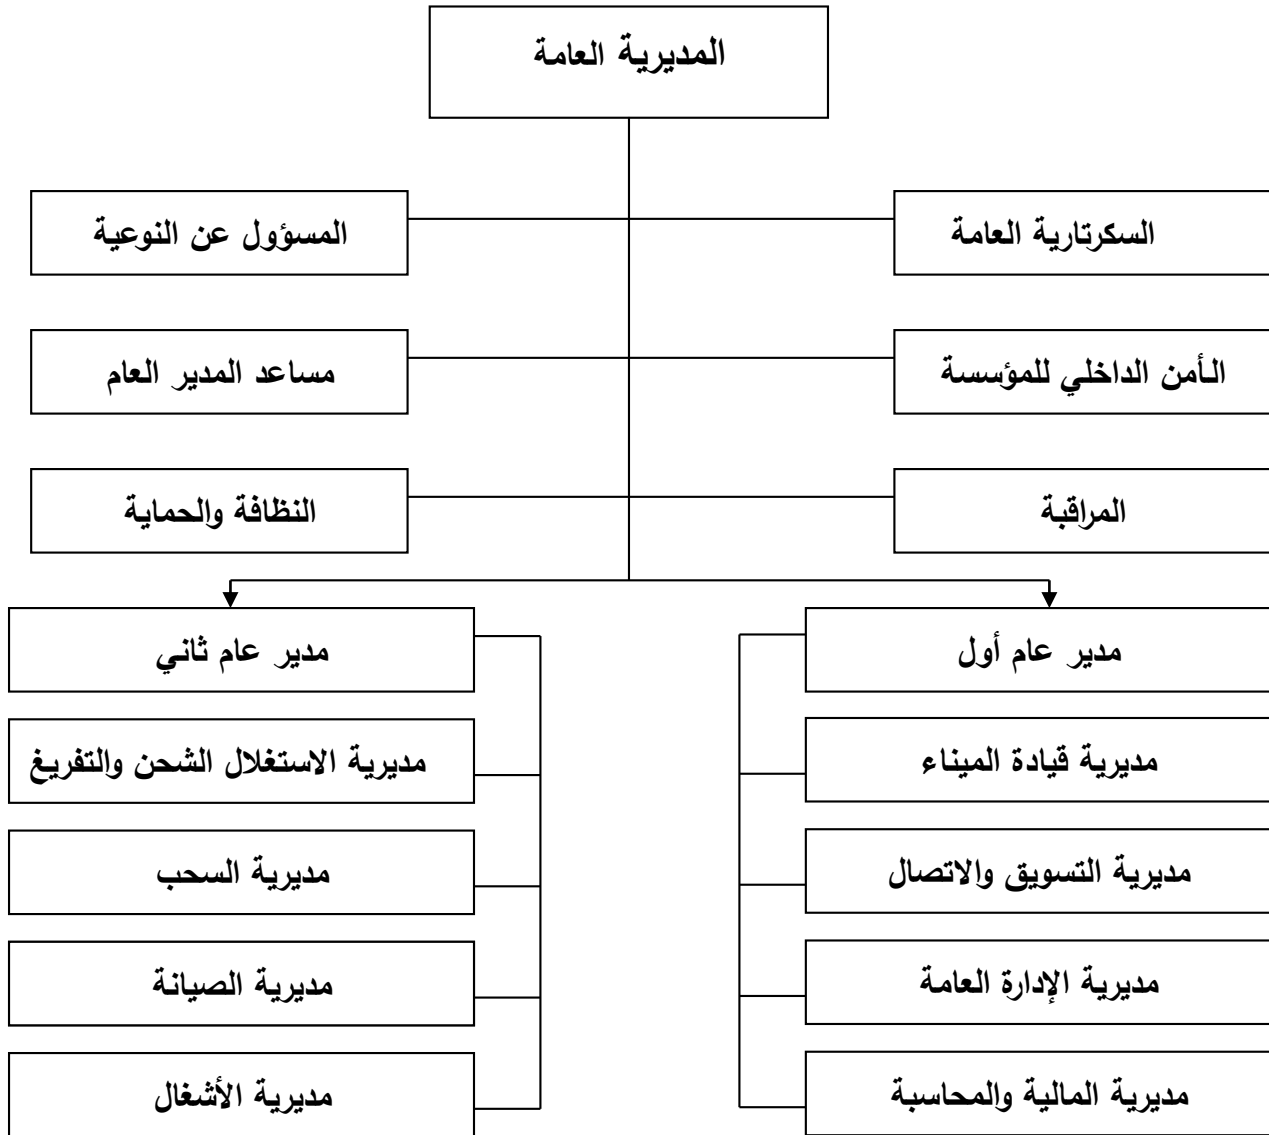 المديرية العامة
السكرتارية العامة
المسؤول عن النوعية
الأمن الداخلي للمؤسسة
مساعد المدير العام
المراقبة
النظافة والحماية
مدير عام أول
مدير عام ثاني
مديرية قيادة الميناء
مديرية الاستغلال الشحن والتفريغ
مديرية التسويق والاتصال
مديرية السحب
مديرية الإدارة العامة
مديرية الصيانة
مديرية المالية والمحاسبة
مديرية الأشغال